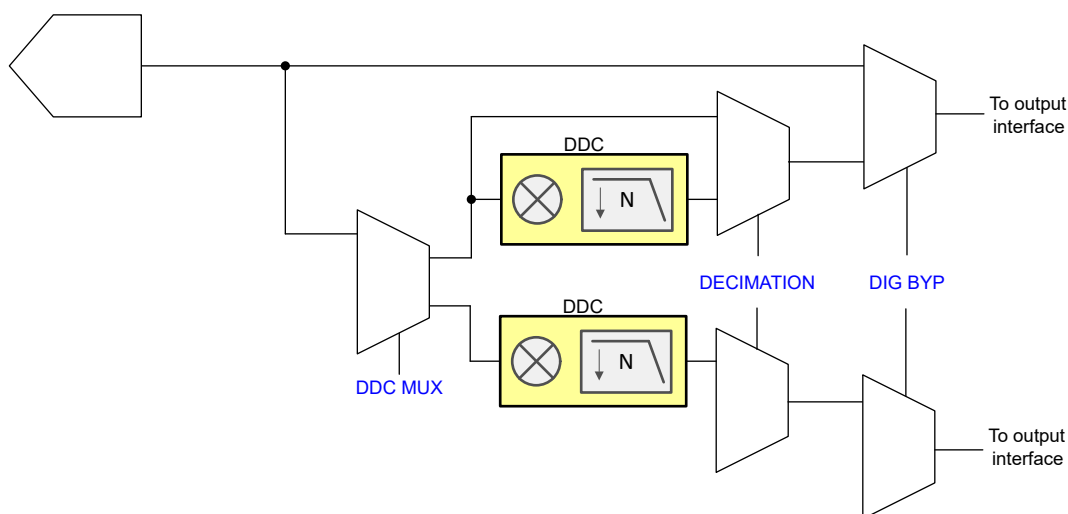 To output
interface
DDC
N
DECIMATION
DIG BYP
DDC
N
DDC MUX
To output
interface